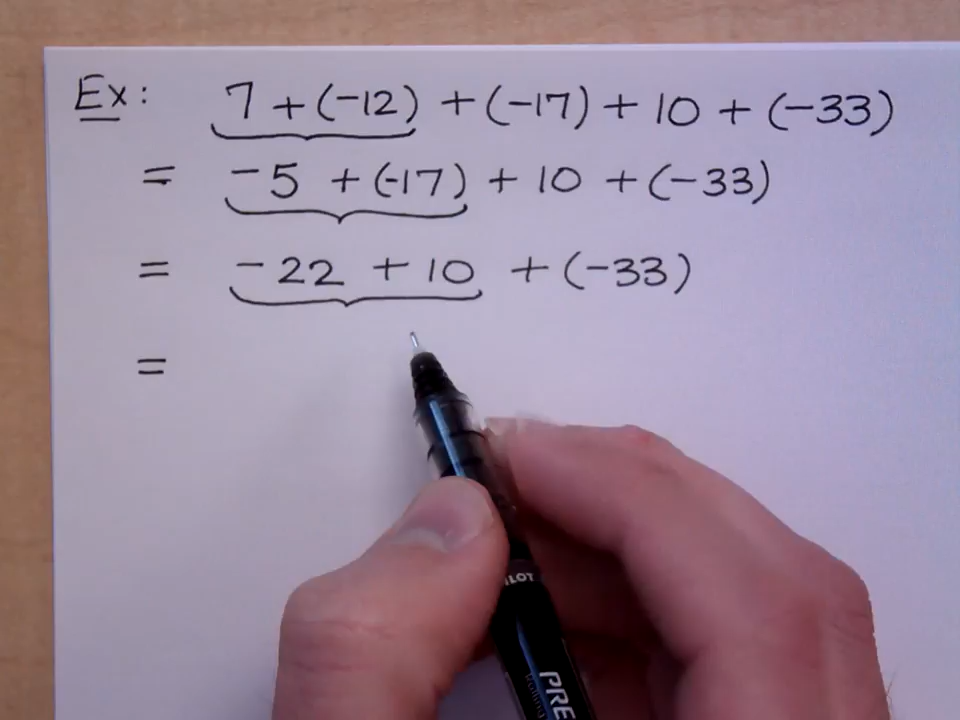 Ex: 7 + (-12) + (-17) + 10 + (-33)
= -5 + (-17) + 10 + (-33)
= -22 + 10 + (-33)
=
PILOT
PRE